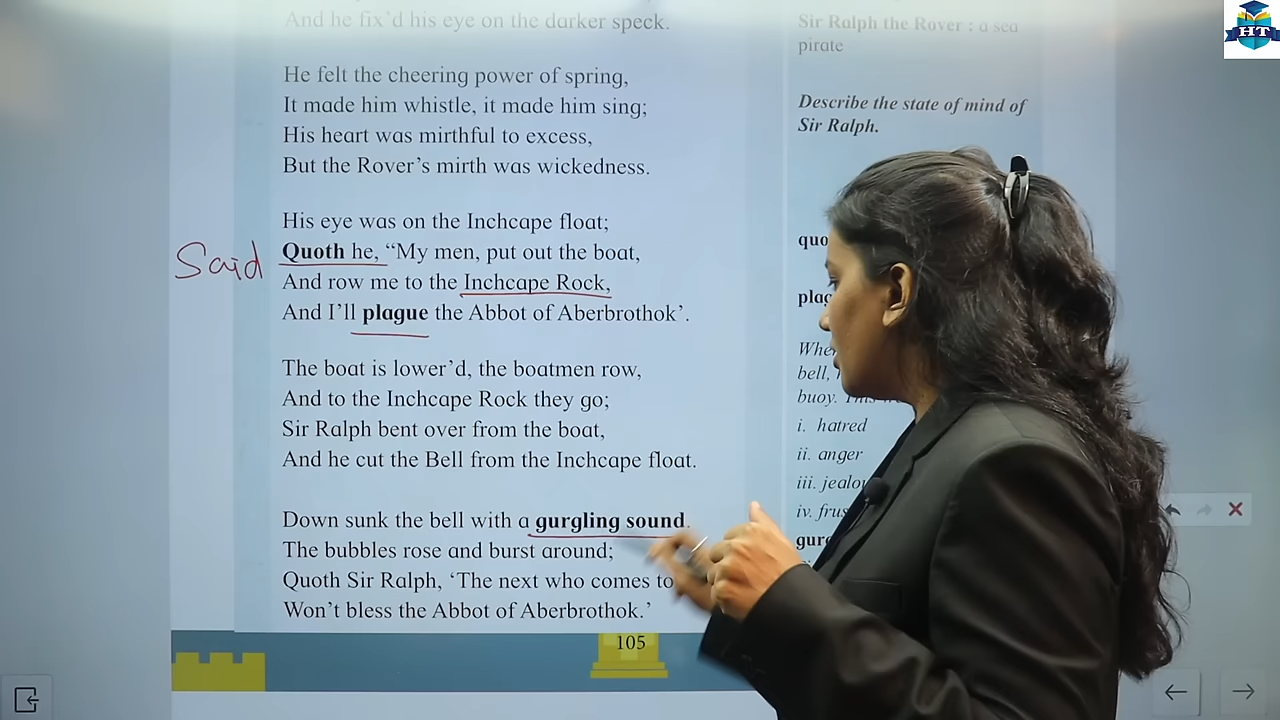 And he fix'd his eye on the darker speck.
He felt the cheering power of spring,
It made him whistle, it made him sing;
His heart was mirthful to excess,
But the Rover's mirth was wickedness.
His eye was on the Inchcape float;
Said
Quoth he, “My men, put out the boat,
And row me to the Inchcape Rock,
And I'll plague the Abbot of Aberbrothok’.
The boat is lower'd, the boatmen row,
And to the Inchcape Rock they go;
Sir Ralph bent over from the boat,
And he cut the Bell from the Inchcape float.
Down sunk the bell with a gurgling sound.
The bubbles rose and burst around;
Quoth Sir Ralph, ‘The next who comes to
Won't bless the Abbot of Aberbrothok.’
105
Sir Ralph the Rover : a sea
pirate
Describe the state of mind of
Sir Ralph.
bell,
buoy.
i. hatred
ii. anger
iii.
iv.
HT